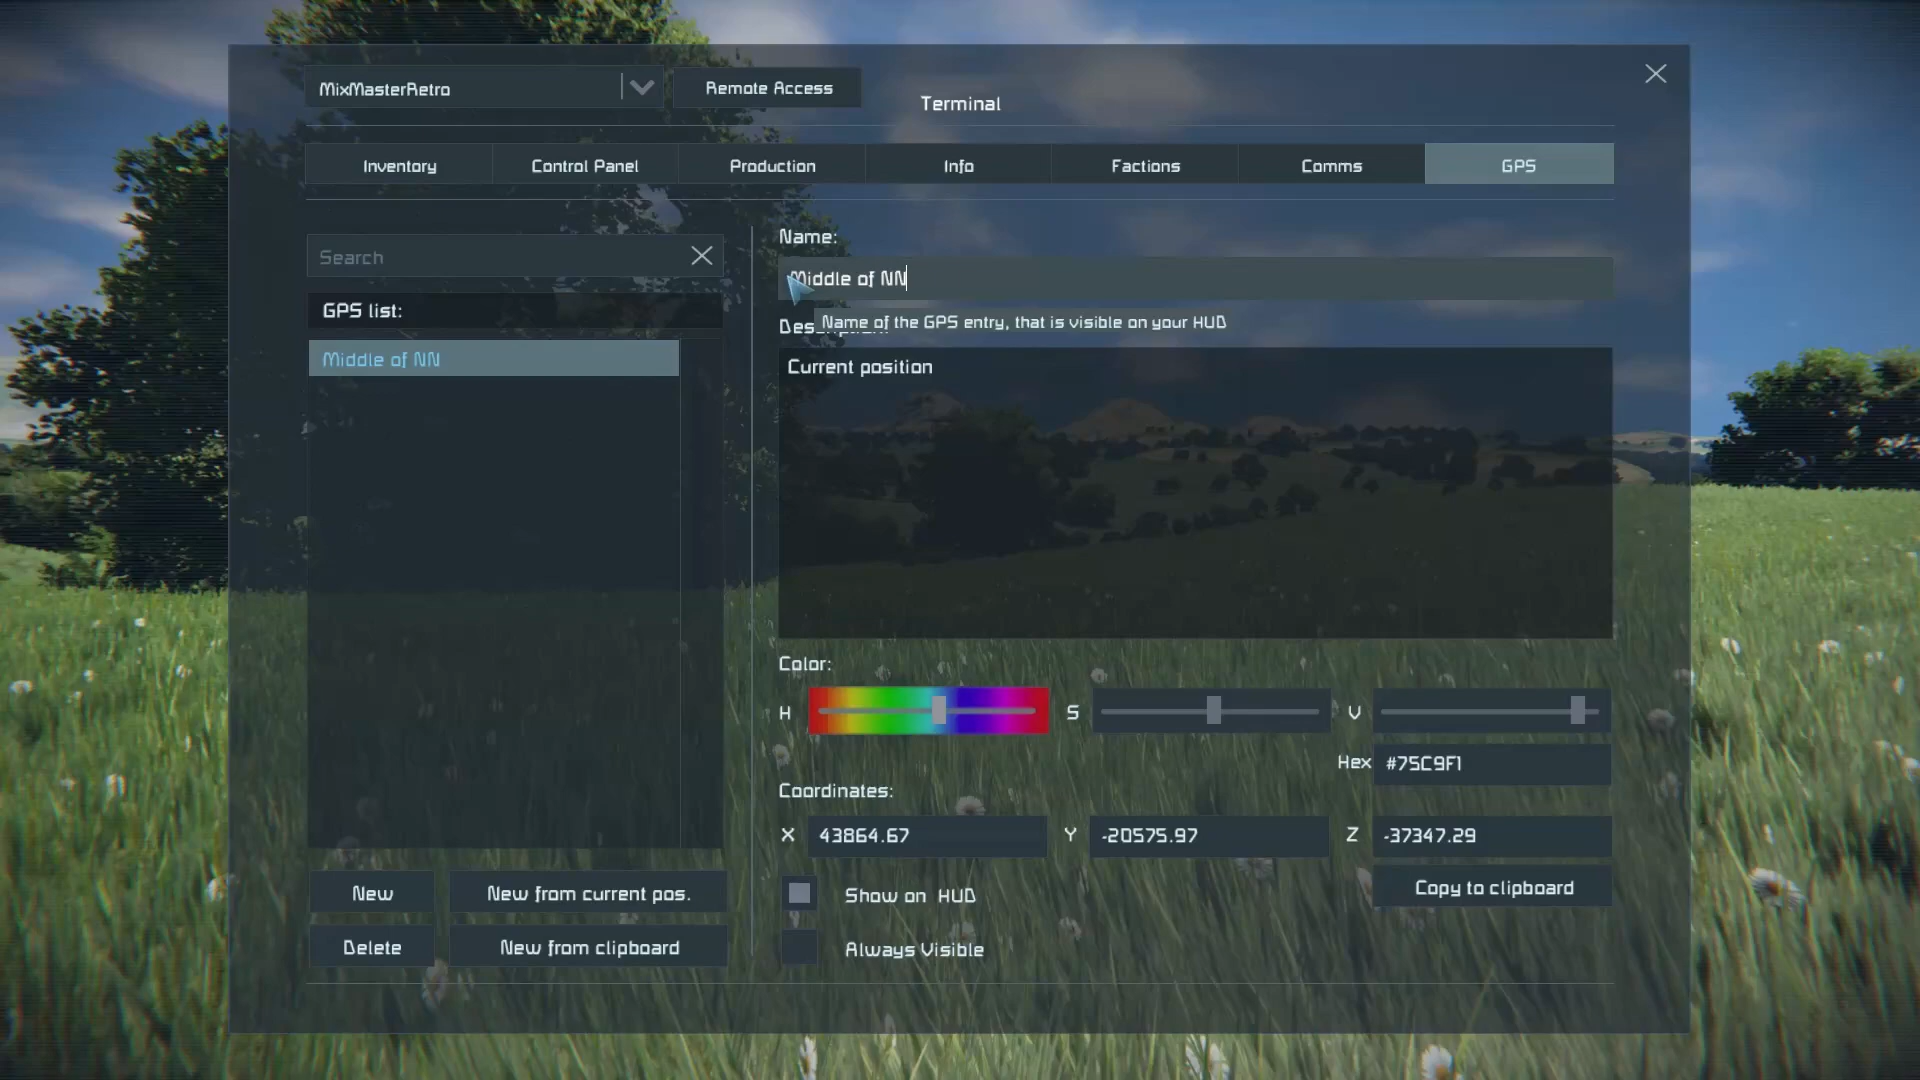 MixMasterRetro
Remote Access
Terminal
Inventory
Control Panel
Production
Info
Factions
Comms
GPS
Search
GPS list:
Middle of NN
New
New from current pos.
Delete
New from clipboard
Name:
Middle of NN
Name of the GPS entry, that is visible on your HUD
Current position
Color:
H
S
V
Hex
#75C9F1
Coordinates:
X
43864.67
Y
-20575.97
Z
-37347.29
Copy to clipboard
Show on HUD
Always Visible